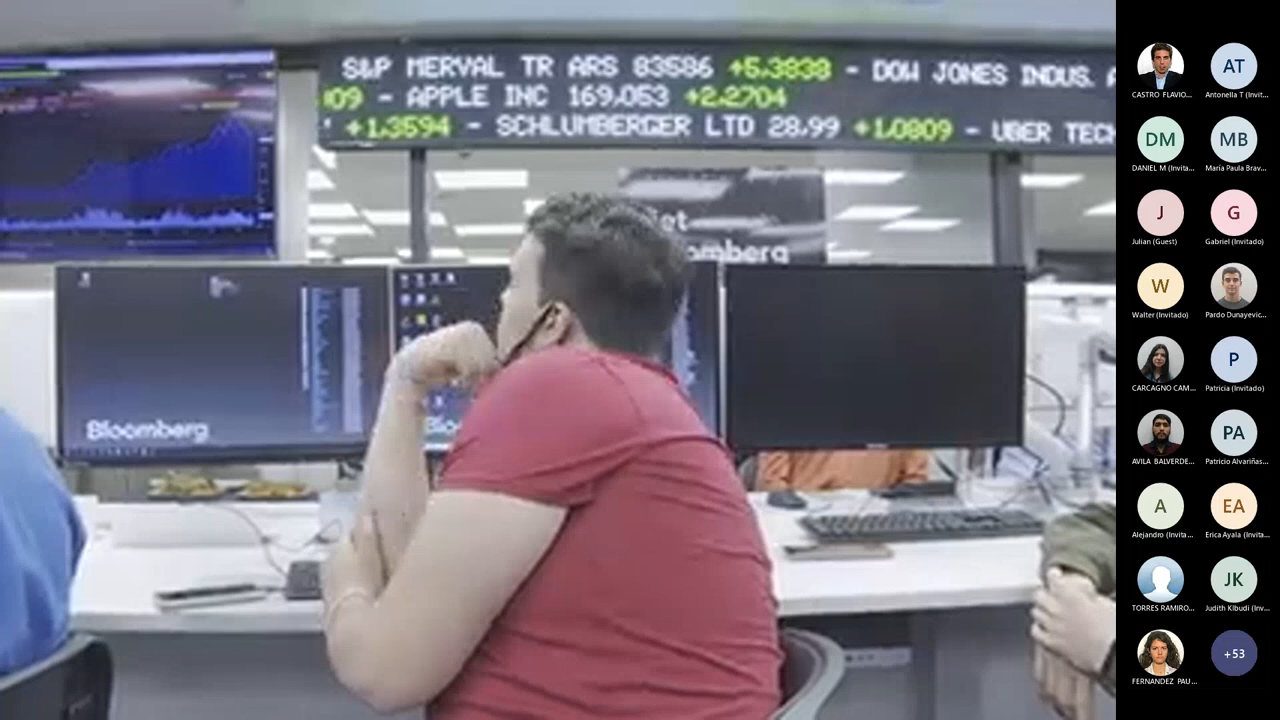 S&P MERVAL TR ARS 83586 +5.3838 - DOW JONES INDUS. A
109 - APPLE INC 169.053 +2.2704
+1.3594 - SCHLUMBERGER LTD 28.99 +1.0809 - UBER TECH
Bloomberg
CASTRO FLAVIO...
AT
Antonella T (Invit...
DM
DANIEL M (Invita...
MB
María Paula Brav...
J
Julian (Guest)
G
Gabriel (Invitado)
W
Walter (Invitado)
Pardo Dunayevic...
CARCAGNO CAM...
P
Patricia (Invitado)
AVILA BALVERDE...
PA
Patricio Alvariñas...
A
Alejandro (Invita...
EA
Erica Ayala (Invita...
TORRES RAMIRO...
JK
Judith Klbudi (Inv...
FERNANDEZ PAU...
+53